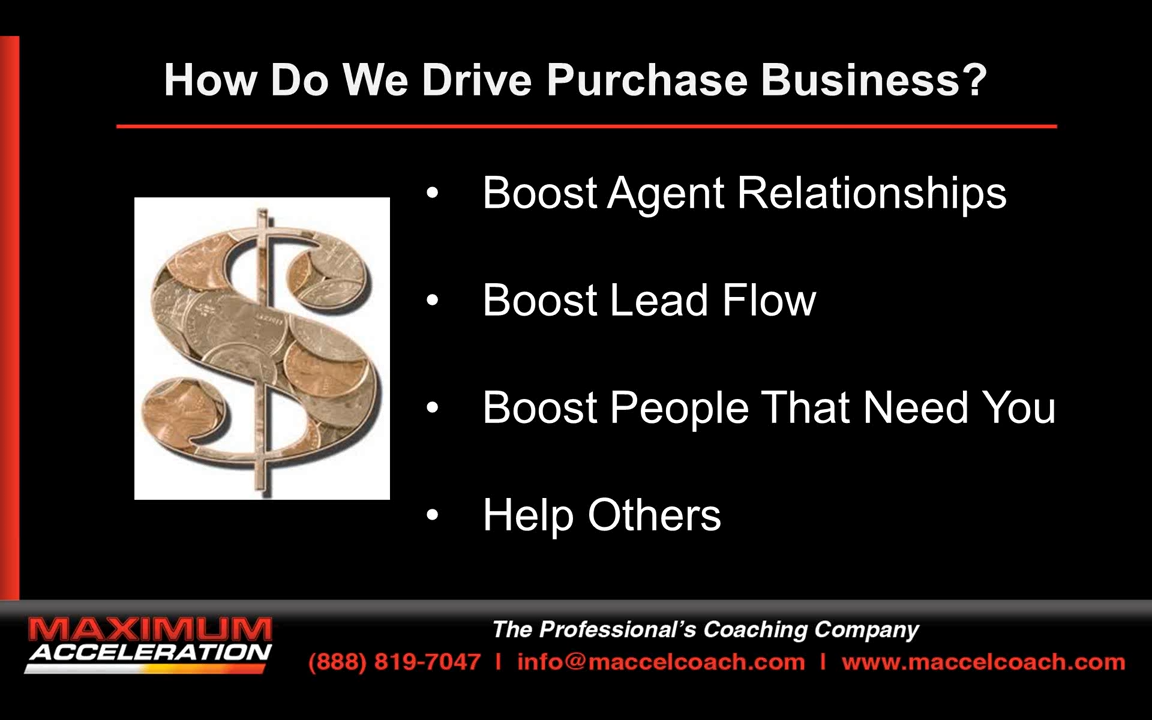 How Do We Drive Purchase Business?
• Boost Agent Relationships
• Boost Lead Flow
• Boost People That Need You
• Help Others
MAXIMUM
ACCELERATION
The Professional's Coaching Company
(888) 819-7047 | info@maccelcoach.com | www.maccelcoach.com